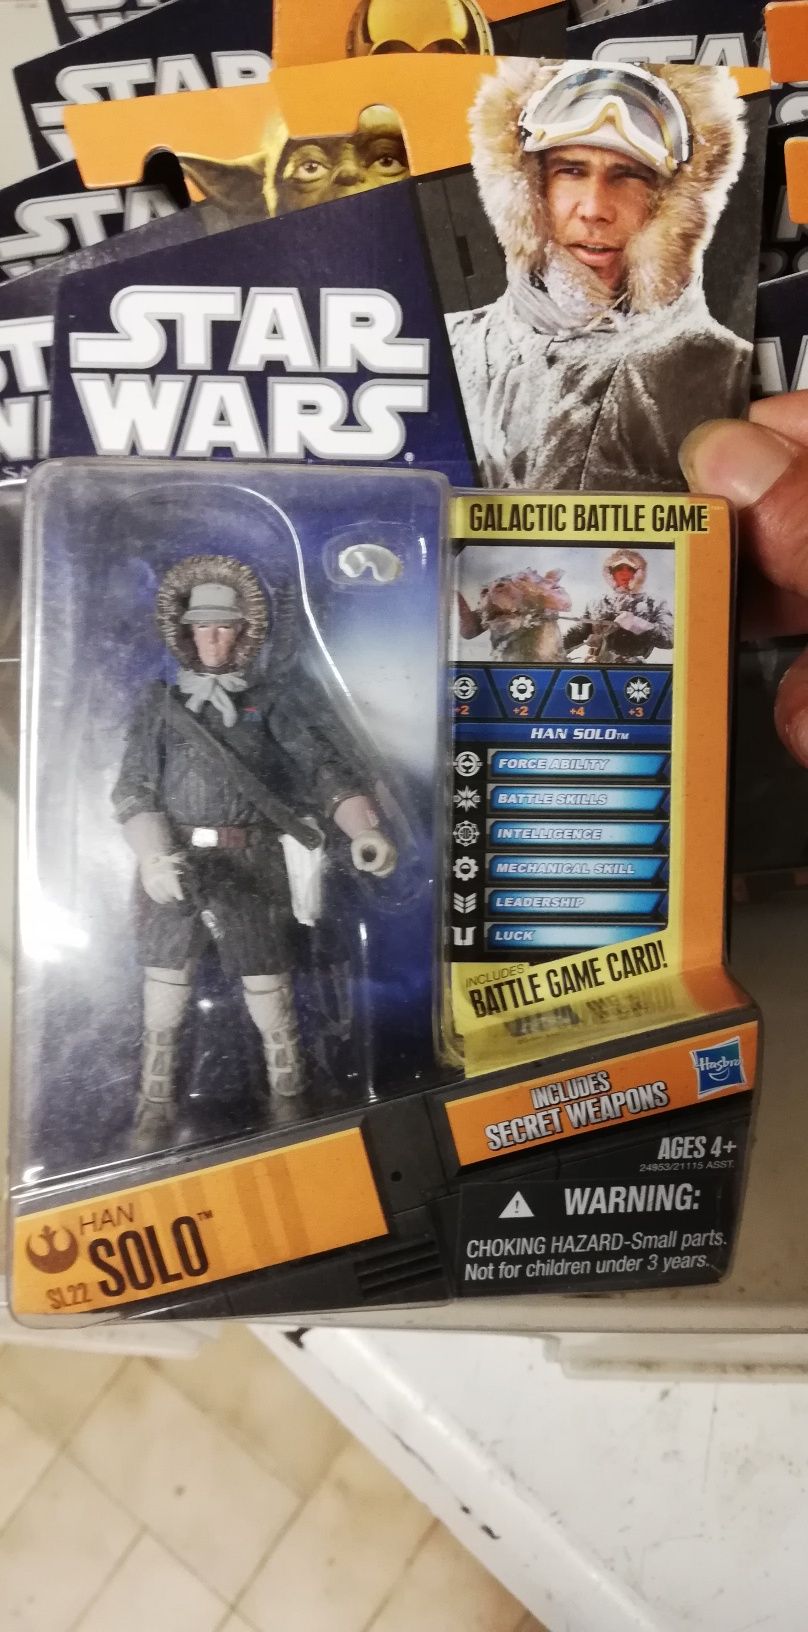 STAR
WARS
GALACTIC BATTLE GAME
+2 +4 +3
HAN SOLO™
FORCE ABILITY
BATTLE SKILLS
INTELLIGENCE
MECHANICAL SKILL
LEADERSHIP
LUCK
INCLUDES
BATTLE GAME CARD!
INCLUDES
SECRET WEAPONS
Hasbro
AGES 4+
24953/21115 ASST.
WARNING:
CHOKING HAZARD-Small parts.
Not for children under 3 years.
HAN
SOLO™
SL22